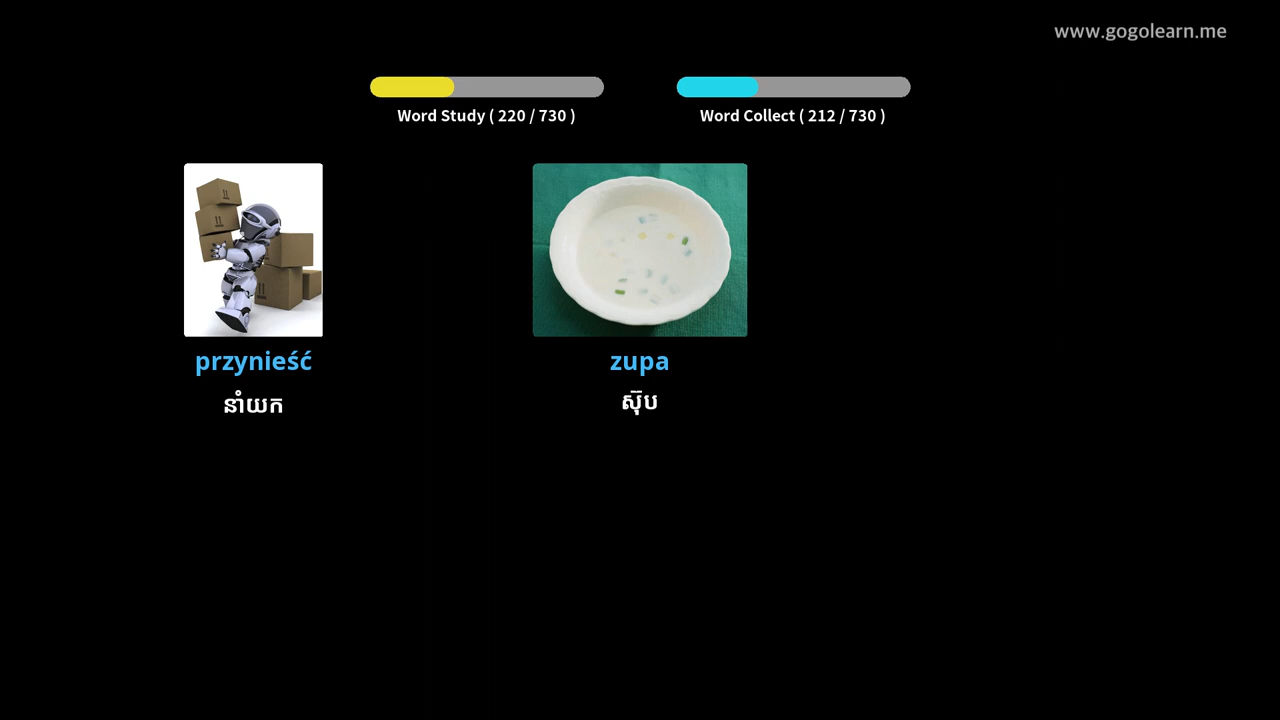 www.gogolearn.me
Word Study ( 220 / 730 )
Word Collect ( 212 / 730 )
przynieść
zupa
នាំយក
ស៊ុប